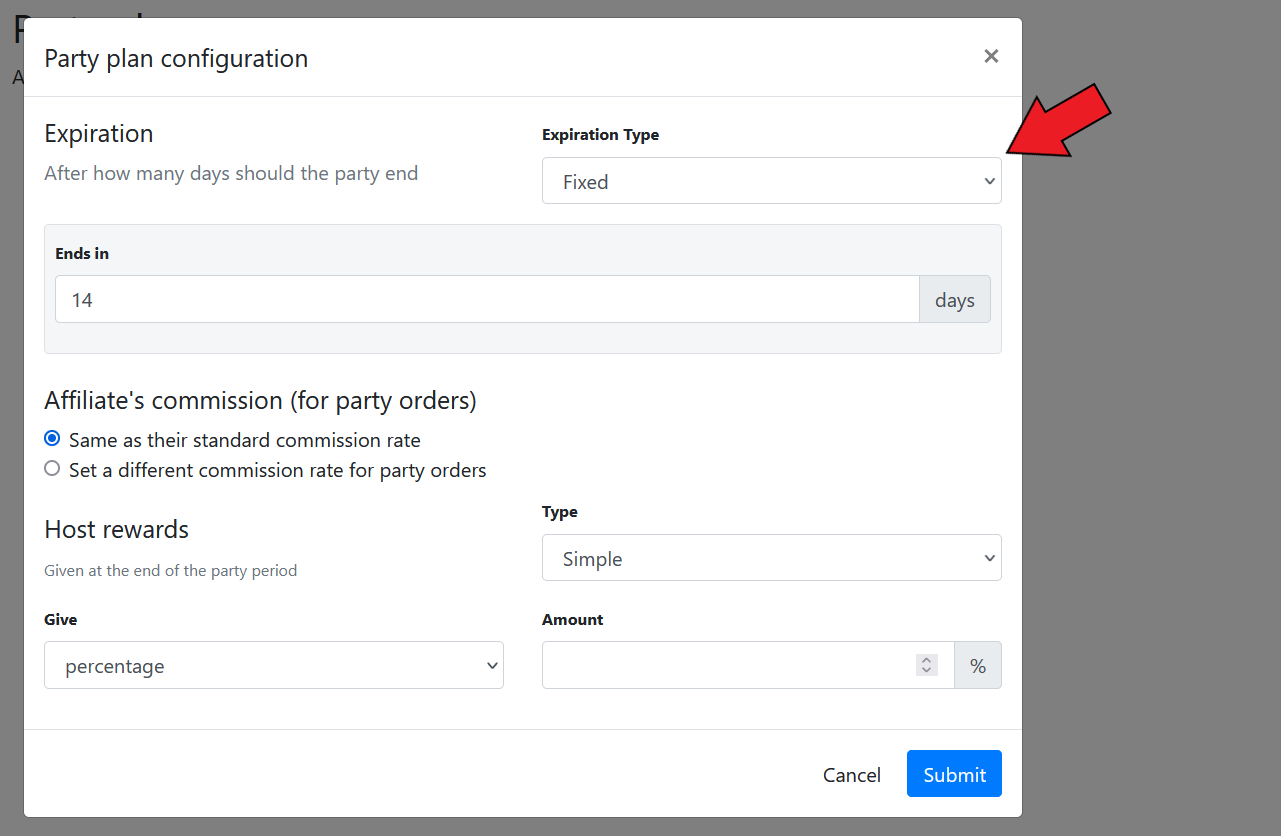 Party plan configuration
×
Expiration
After how many days should the party end
Expiration Type
Fixed
Ends in
14
days
Affiliate's commission (for party orders)
Same as their standard commission rate
Set a different commission rate for party orders
Host rewards
Given at the end of the party period
Type
Simple
Give
percentage
Amount
%
Cancel
Submit